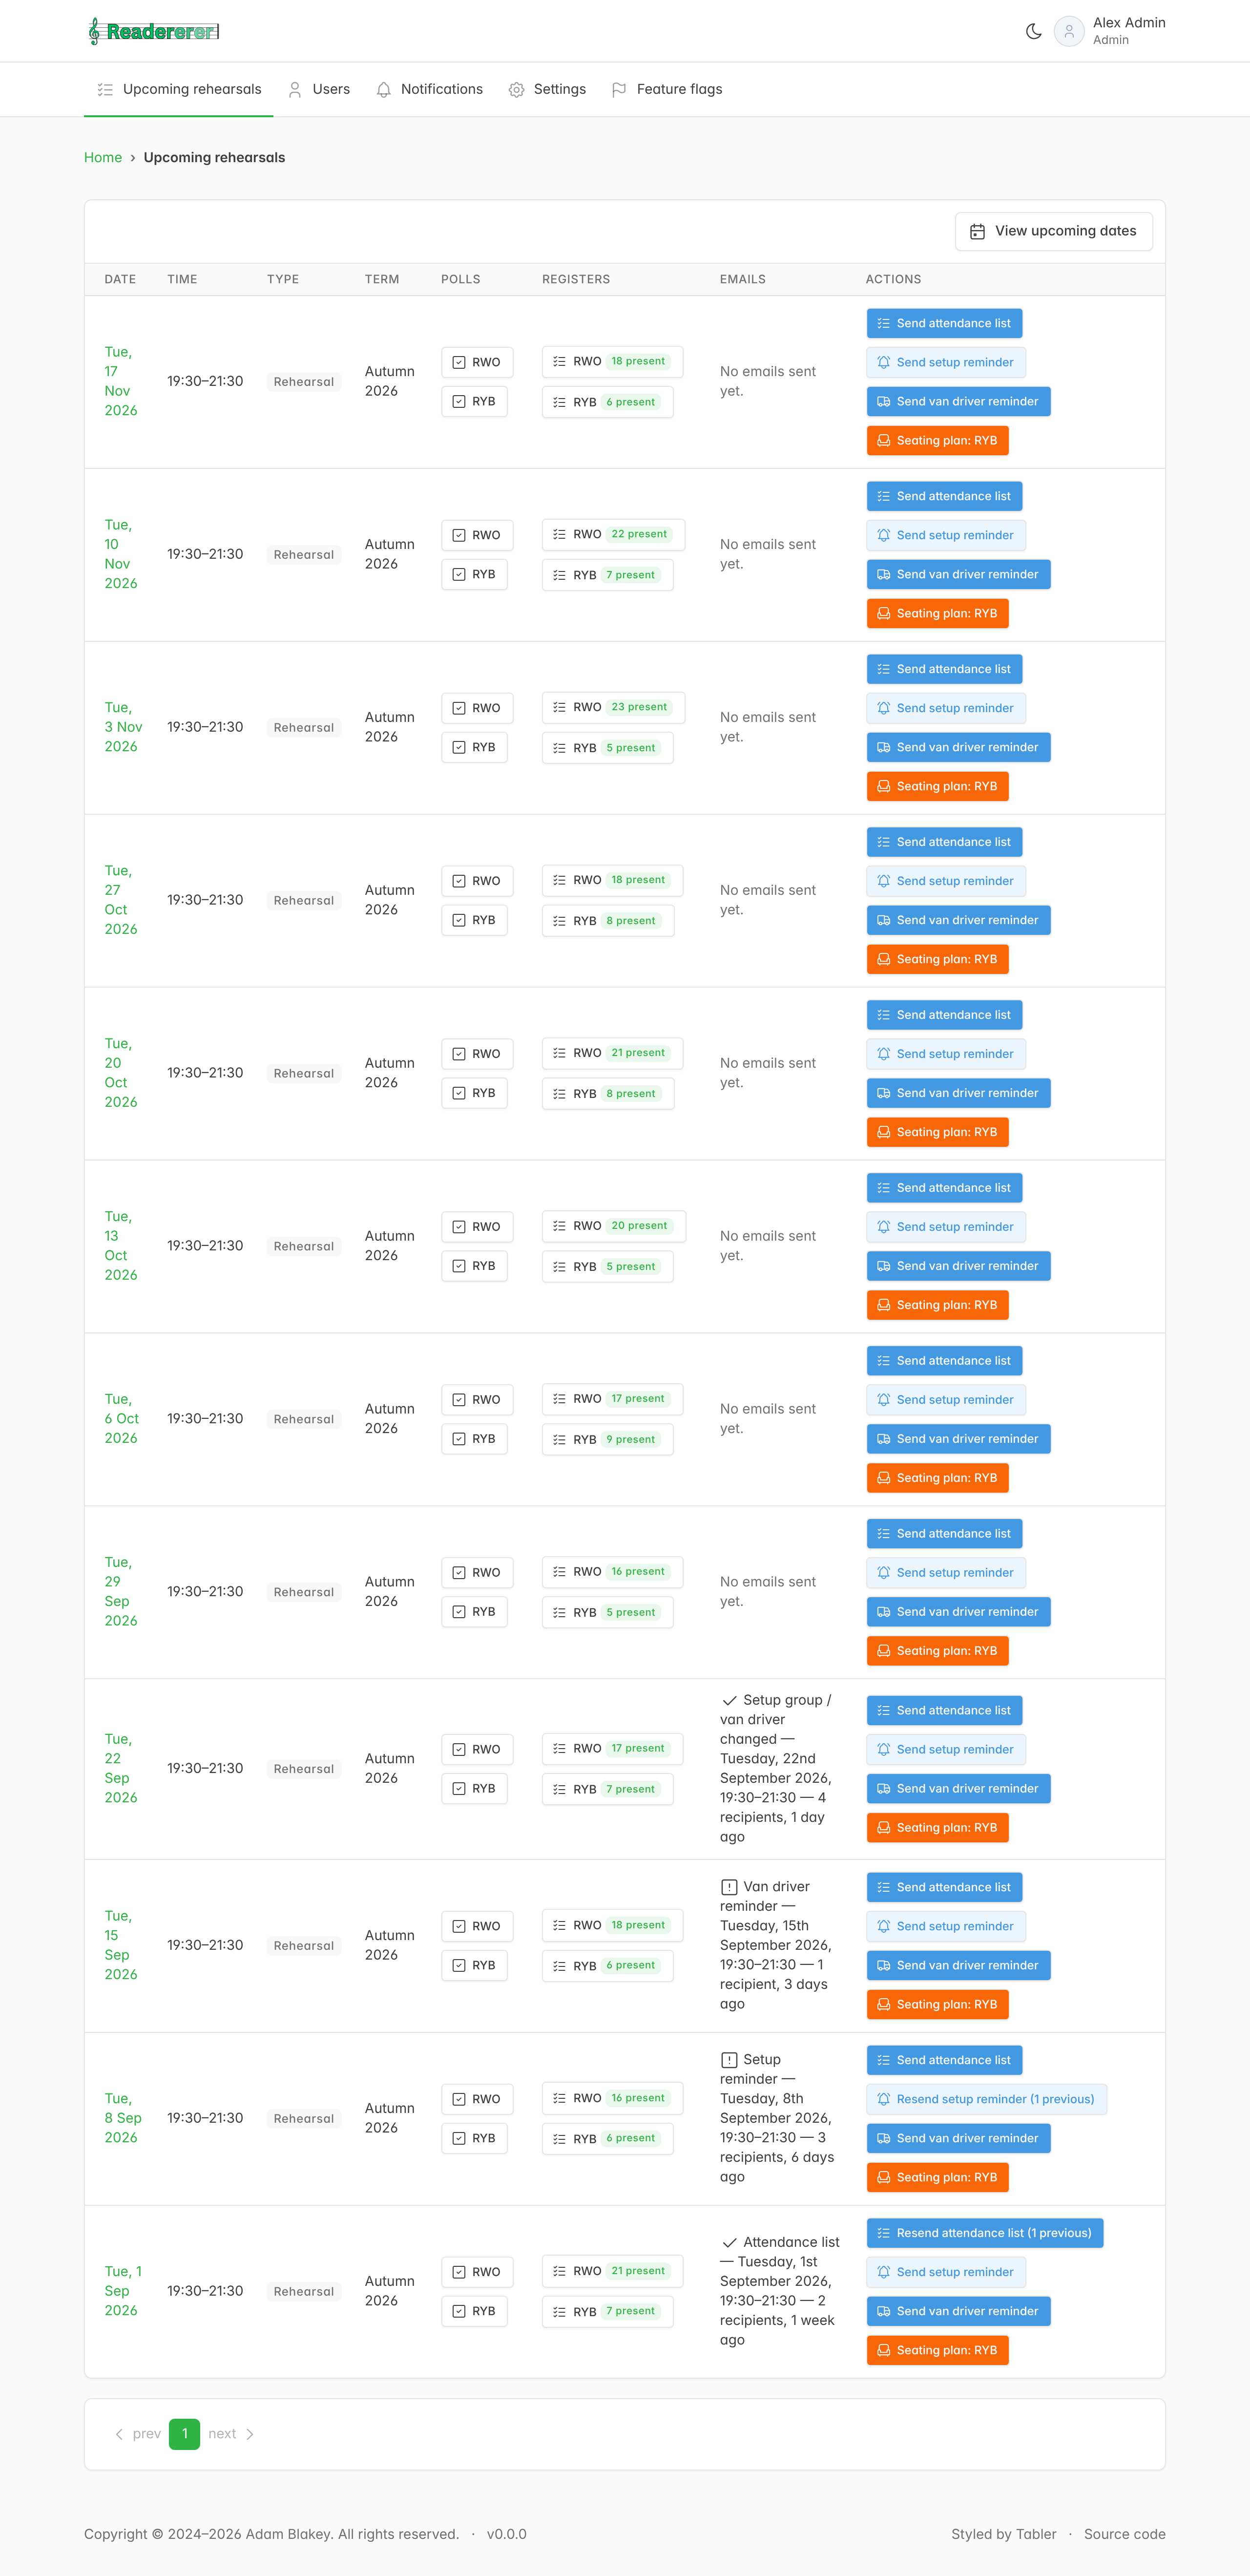 Readererer
Alex Admin
Admin
Upcoming rehearsals
Users
Notifications
Settings
Feature flags
Home › Upcoming rehearsals
View upcoming dates
DATE TIME TYPE TERM POLLS REGISTERS EMAILS ACTIONS
Tue,
17
Nov
2026
19:30–21:30
Rehearsal
Autumn
2026
RWO
RYB
RWO 18 present
RYB 6 present
No emails sent
yet.
Send attendance list
Send setup reminder
Send van driver reminder
Seating plan: RYB
Tue,
10
Nov
2026
19:30–21:30
Rehearsal
Autumn
2026
RWO
RYB
RWO 22 present
RYB 7 present
No emails sent
yet.
Send attendance list
Send setup reminder
Send van driver reminder
Seating plan: RYB
Tue,
3 Nov
2026
19:30–21:30
Rehearsal
Autumn
2026
RWO
RYB
RWO 23 present
RYB 5 present
No emails sent
yet.
Send attendance list
Send setup reminder
Send van driver reminder
Seating plan: RYB
Tue,
27
Oct
2026
19:30–21:30
Rehearsal
Autumn
2026
RWO
RYB
RWO 18 present
RYB 8 present
No emails sent
yet.
Send attendance list
Send setup reminder
Send van driver reminder
Seating plan: RYB
Tue,
20
Oct
2026
19:30–21:30
Rehearsal
Autumn
2026
RWO
RYB
RWO 21 present
RYB 8 present
No emails sent
yet.
Send attendance list
Send setup reminder
Send van driver reminder
Seating plan: RYB
Tue,
13
Oct
2026
19:30–21:30
Rehearsal
Autumn
2026
RWO
RYB
RWO 20 present
RYB 5 present
No emails sent
yet.
Send attendance list
Send setup reminder
Send van driver reminder
Seating plan: RYB
Tue,
6 Oct
2026
19:30–21:30
Rehearsal
Autumn
2026
RWO
RYB
RWO 17 present
RYB 9 present
No emails sent
yet.
Send attendance list
Send setup reminder
Send van driver reminder
Seating plan: RYB
Tue,
29
Sep
2026
19:30–21:30
Rehearsal
Autumn
2026
RWO
RYB
RWO 16 present
RYB 5 present
No emails sent
yet.
Send attendance list
Send setup reminder
Send van driver reminder
Seating plan: RYB
Tue,
22
Sep
2026
19:30–21:30
Rehearsal
Autumn
2026
RWO
RYB
RWO 17 present
RYB 7 present
Setup group /
van driver
changed —
Tuesday, 22nd
September 2026,
19:30–21:30 — 4
recipients, 1 day
ago
Send attendance list
Send setup reminder
Send van driver reminder
Seating plan: RYB
Tue,
15
Sep
2026
19:30–21:30
Rehearsal
Autumn
2026
RWO
RYB
RWO 18 present
RYB 6 present
Van driver
reminder —
Tuesday, 15th
September 2026,
19:30–21:30 — 1
recipient, 3 days
ago
Send attendance list
Send setup reminder
Send van driver reminder
Seating plan: RYB
Tue,
8 Sep
2026
19:30–21:30
Rehearsal
Autumn
2026
RWO
RYB
RWO 16 present
RYB 6 present
Setup
reminder —
Tuesday, 8th
September 2026,
19:30–21:30 — 3
recipients, 6 days
ago
Send attendance list
Resend setup reminder (1 previous)
Send van driver reminder
Seating plan: RYB
Tue, 1
Sep
2026
19:30–21:30
Rehearsal
Autumn
2026
RWO
RYB
RWO 21 present
RYB 7 present
Attendance list
— Tuesday, 1st
September 2026,
19:30–21:30 — 2
recipients, 1 week
ago
Resend attendance list (1 previous)
Send setup reminder
Send van driver reminder
Seating plan: RYB
prev 1 next
Copyright © 2024–2026 Adam Blakey. All rights reserved. · v0.0.0
Styled by Tabler · Source code